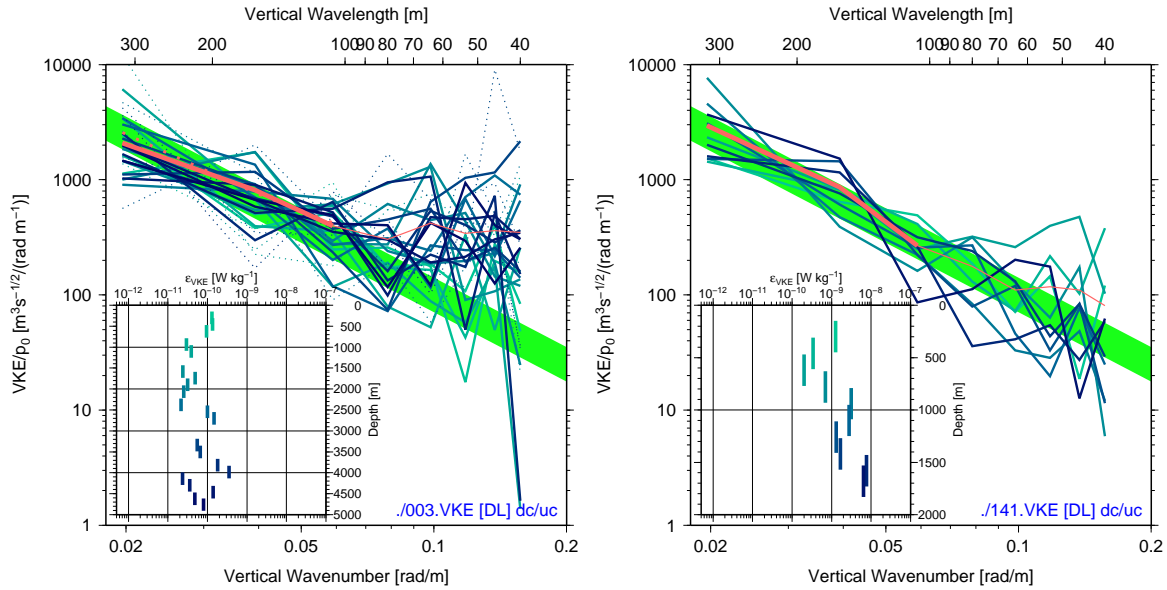 Vertical Wavelength [m]
300 200 100 90 80 70 60 50 40
10000
1000
100
10
1
VKE/p₀ [m³s⁻¹/²/(rad m⁻¹)]
εVKE [W kg⁻¹]
10⁻¹² 10⁻¹¹ 10⁻¹⁰ 10⁻⁹ 10⁻⁸
0
500
1000
1500
2000
2500
3000
3500
4000
4500
5000
Depth [m]
./003.VKE [DL] dc/uc
0.02 0.05 0.1 0.2
Vertical Wavenumber [rad/m]
Vertical Wavelength [m]
300 200 100 90 80 70 60 50 40
10000
1000
100
10
1
VKE/p₀ [m³s⁻¹/²/(rad m⁻¹)]
εVKE [W kg⁻¹]
10⁻¹² 10⁻¹¹ 10⁻¹⁰ 10⁻⁹ 10⁻⁸ 10⁻⁷
0
500
1000
1500
2000
Depth [m]
./141.VKE [DL] dc/uc
0.02 0.05 0.1 0.2
Vertical Wavenumber [rad/m]